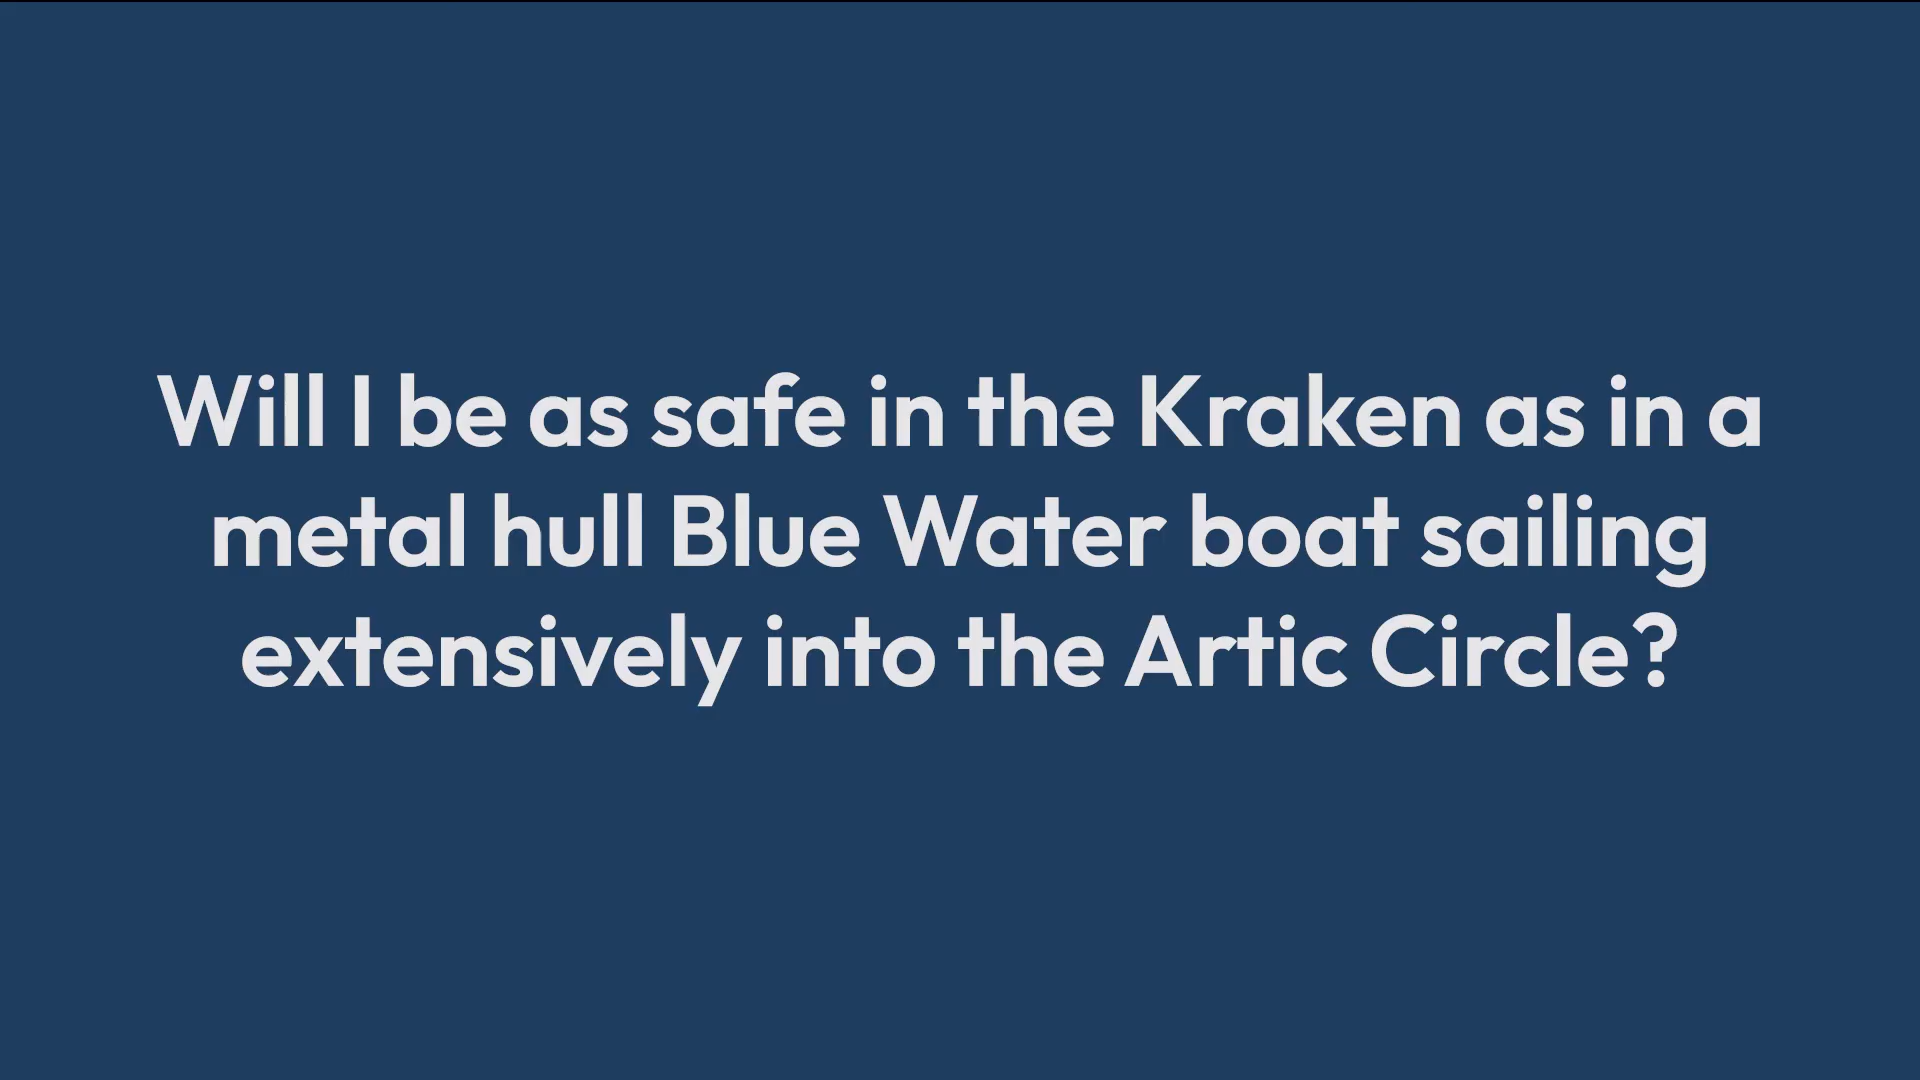 Will I be as safe in the Kraken as in a
metal hull Blue Water boat sailing
extensively into the Artic Circle?